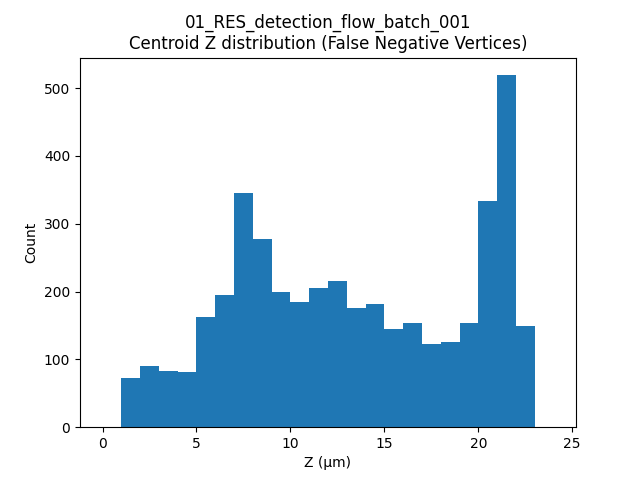 01_RES_detection_flow_batch_001
Centroid Z distribution (False Negative Vertices)
500
400
300
200
100
0
Count
0 5 10 15 20 25
Z (µm)